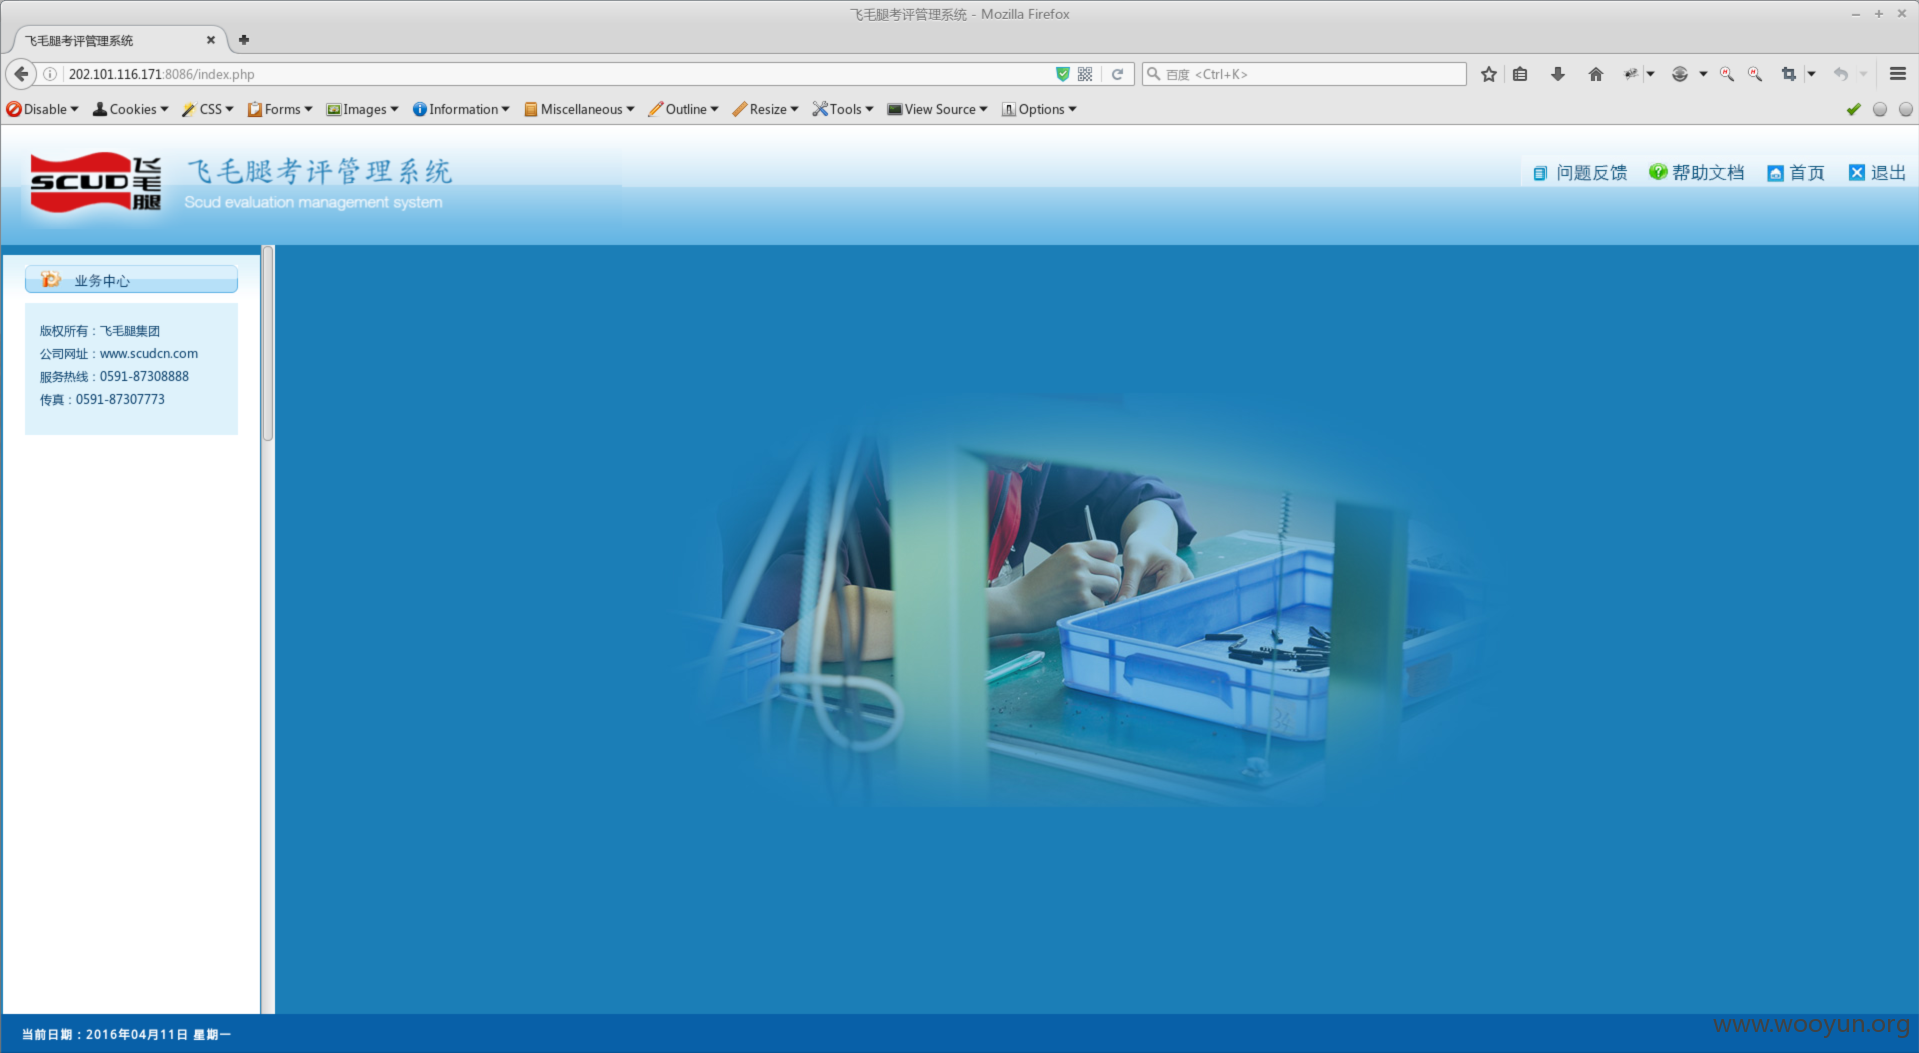 飞毛腿考评管理系统 - Mozilla Firefox
飞毛腿考评管理系统
202.101.116.171:8086/index.php
百度 <Ctrl+K>
Disable Cookies CSS Forms Images Information Miscellaneous Outline Resize Tools View Source Options
SCUD 飞毛腿
飞毛腿考评管理系统
Scud evaluation management system
问题反馈 帮助文档 首页 退出
业务中心
版权所有：飞毛腿集团
公司网址：www.scudcn.com
服务热线：0591-87308888
传真：0591-87307773
34
当前日期：2016年04月11日 星期一
www.wooyun.org